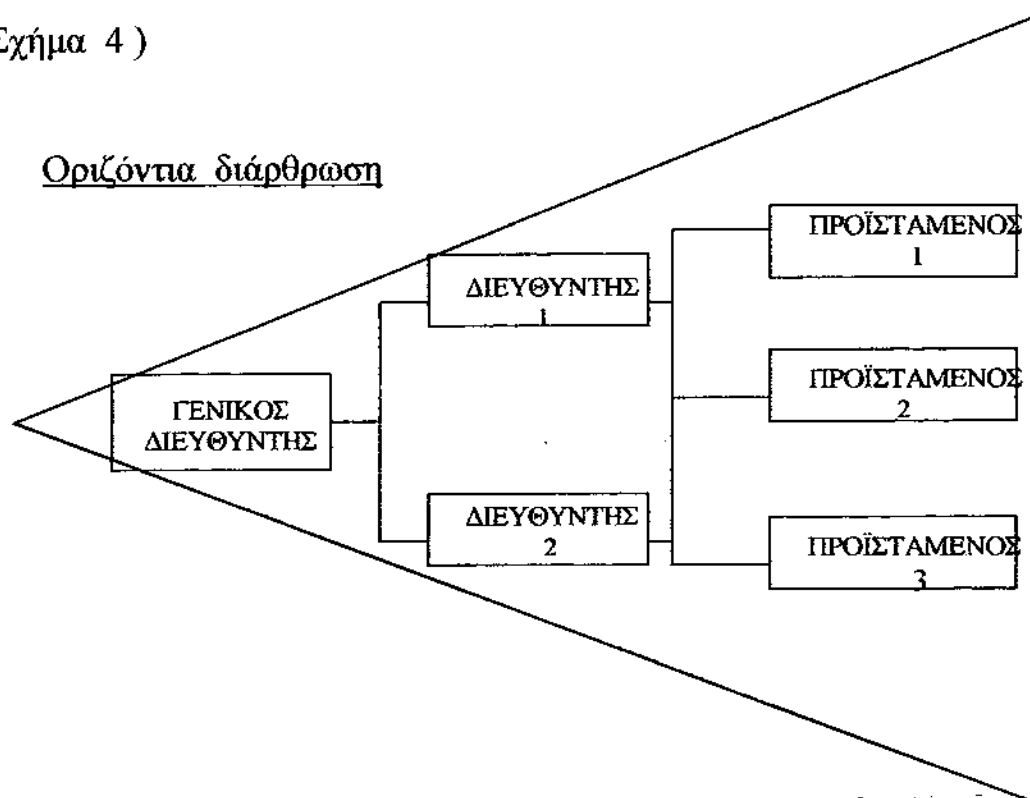 Σχήμα 4 )
Οριζόντια διάρθρωση
ΓΕΝΙΚΟΣ
ΔΙΕΥΘΥΝΤΗΣ
ΔΙΕΥΘΥΝΤΗΣ
1
ΔΙΕΥΘΥΝΤΗΣ
2
ΠΡΟΪΣΤΑΜΕΝΟΣ
1
ΠΡΟΪΣΤΑΜΕΝΟΣ
2
ΠΡΟΪΣΤΑΜΕΝΟΣ
3